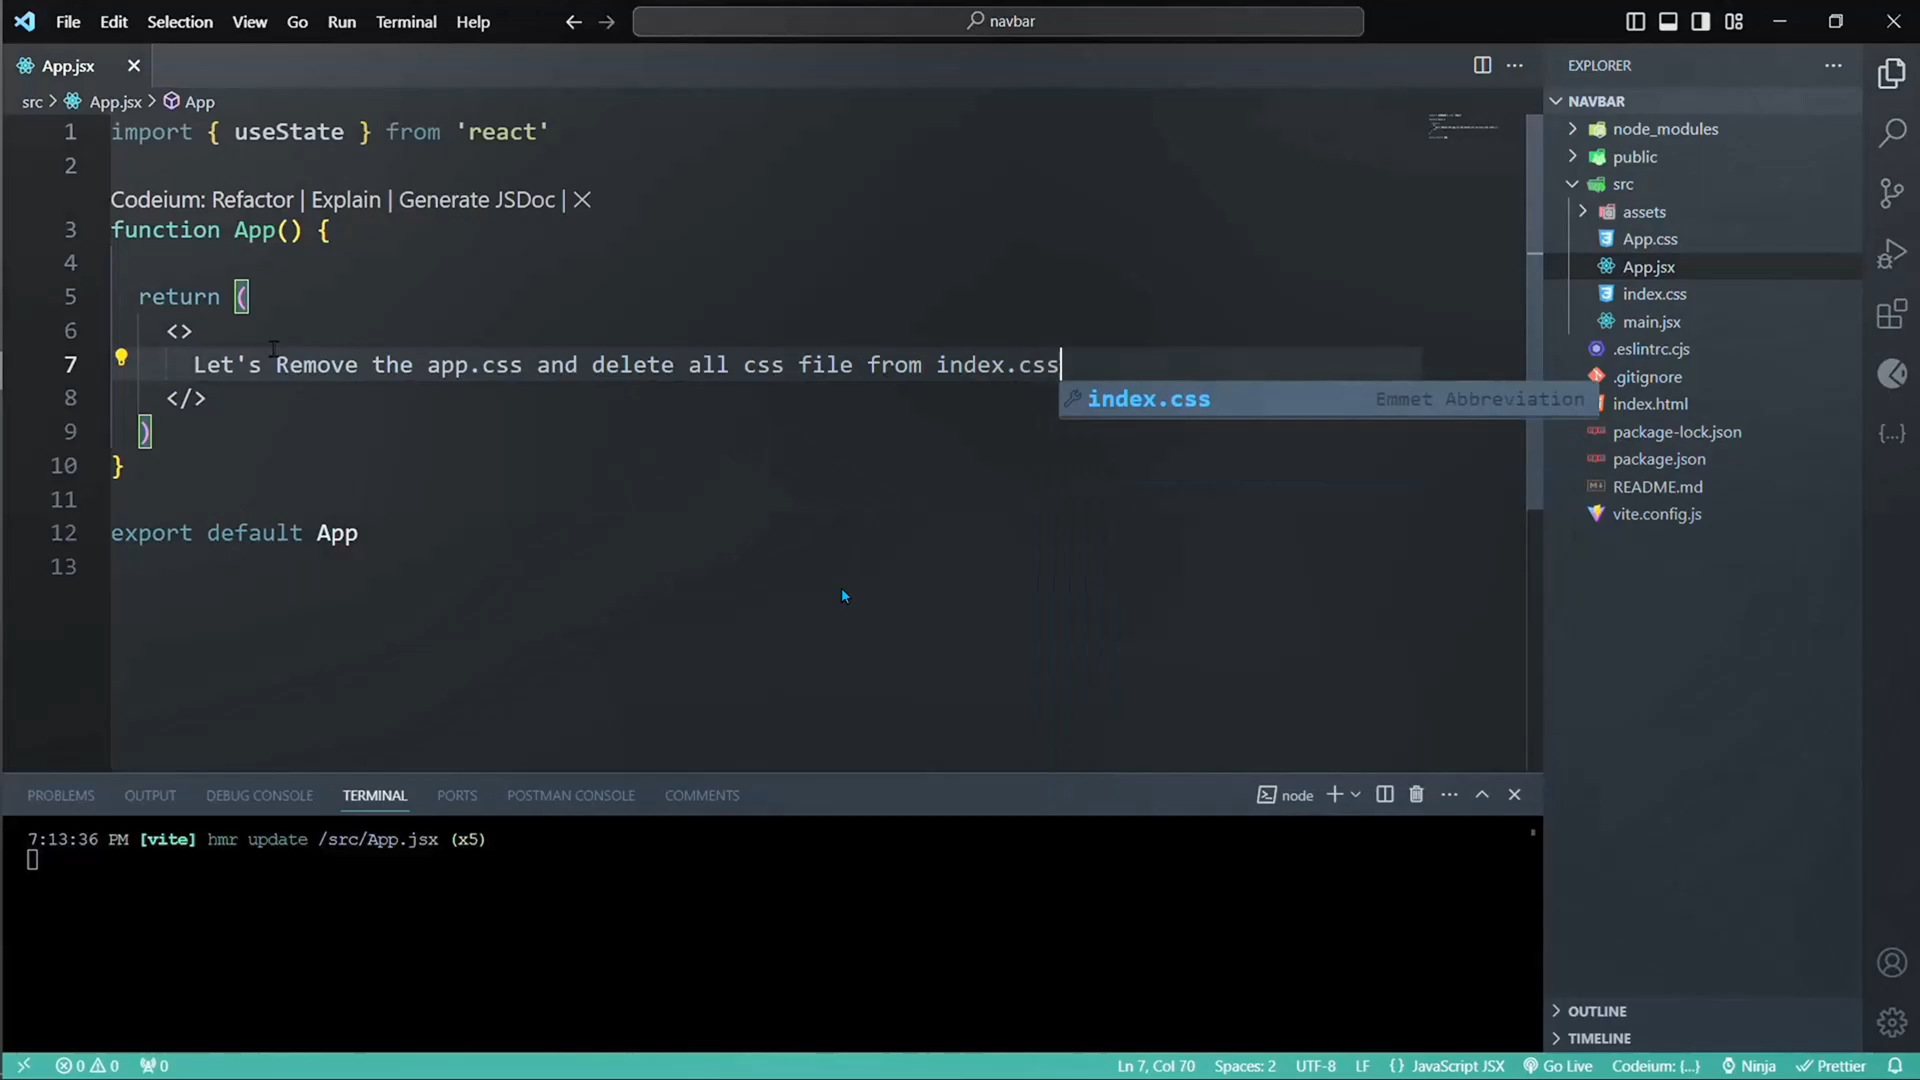 File Edit Selection View Go Run Terminal Help
navbar
App.jsx
src > App.jsx > App
1 import { useState } from 'react'
2
Codeium: Refactor | Explain | Generate JSDoc | ×
3 function App() {
4
5 return (
6 <>
7 Let's Remove the app.css and delete all css file from index.css
index.css Emmet Abbreviation
8 </>
9 )
10 }
11
12 export default App
13
EXPLORER
NAVBAR
node_modules
public
src
assets
App.css
App.jsx
index.css
main.jsx
.eslintrc.cjs
.gitignore
index.html
package-lock.json
package.json
README.md
vite.config.js
OUTLINE
TIMELINE
PROBLEMS OUTPUT DEBUG CONSOLE TERMINAL PORTS POSTMAN CONSOLE COMMENTS
node
7:13:36 PM [vite] hmr update /src/App.jsx (x5)
0 0 0 Ln 7, Col 70 Spaces: 2 UTF-8 LF {} JavaScript JSX Go Live Codeium: {...} Ninja Prettier